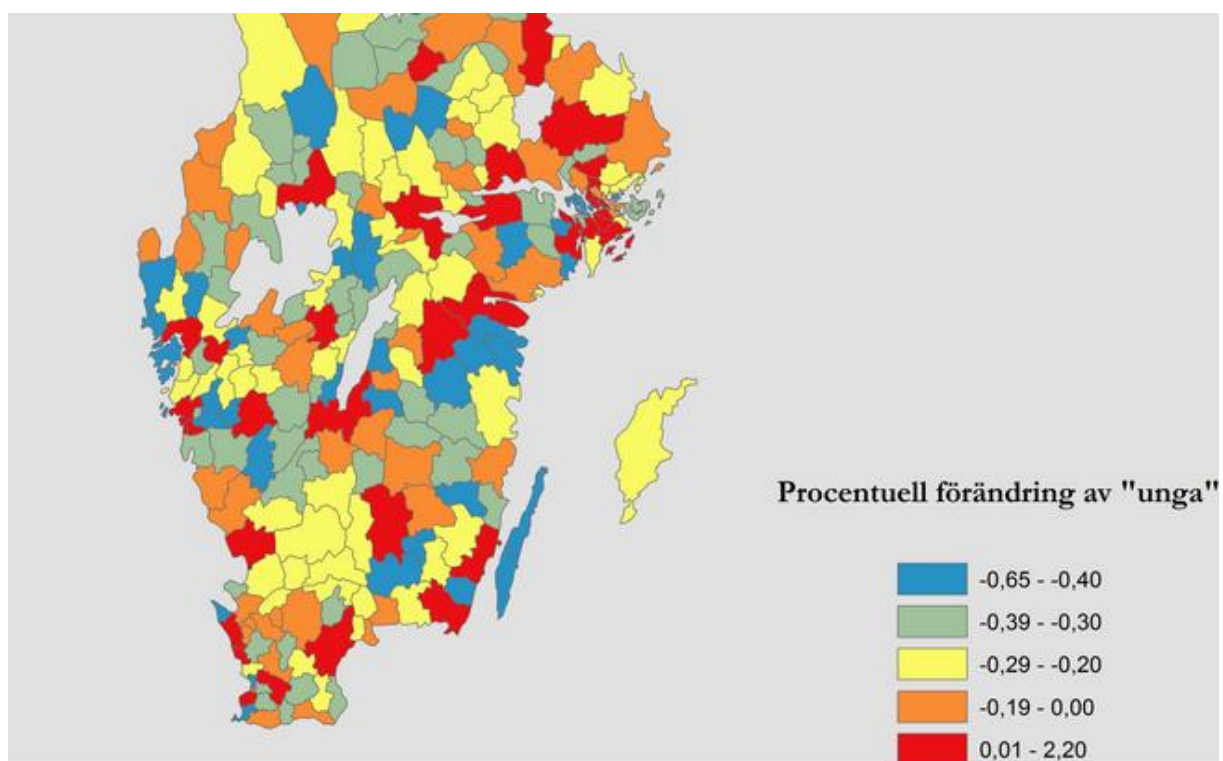 Procentuell förändring av "unga"
-0,65 - -0,40
-0,39 - -0,30
-0,29 - -0,20
-0,19 - 0,00
0,01 - 2,20